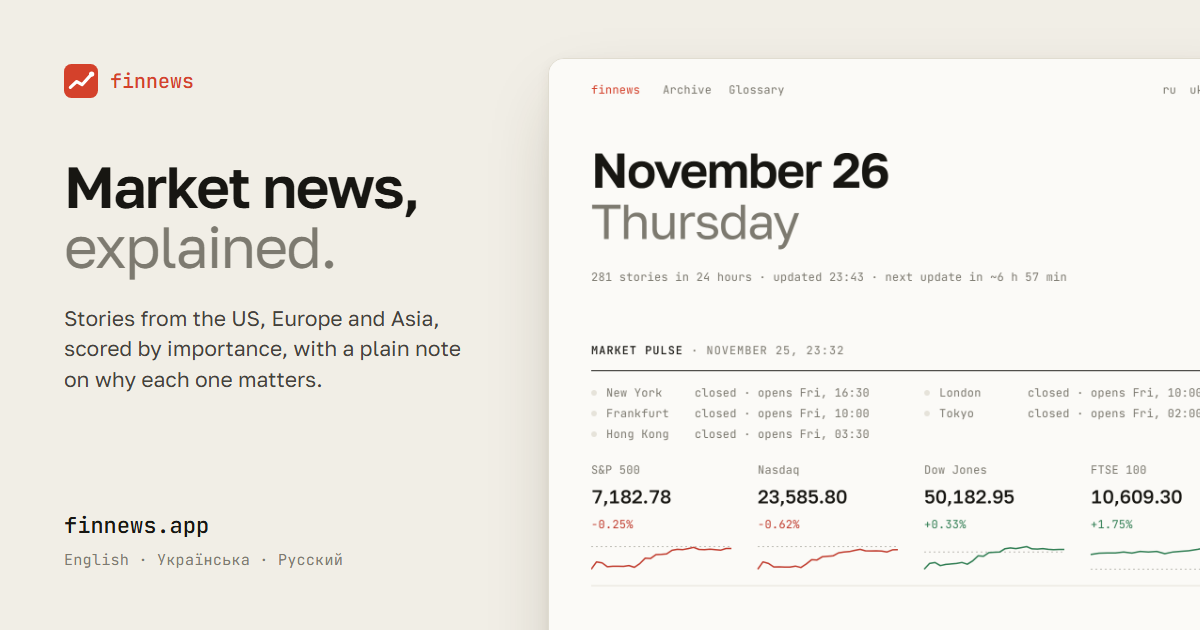 finnews
Market news,
explained.
Stories from the US, Europe and Asia,
scored by importance, with a plain note
on why each one matters.
finnews.app
English · Українська · Русский
finnews Archive Glossary ru
November 26
Thursday
281 stories in 24 hours · updated 23:43 · next update in ~6 h 57 min
MARKET PULSE · NOVEMBER 25, 23:32
New York closed · opens Fri, 16:30 London closed · opens Fri, 10:00
Frankfurt closed · opens Fri, 10:00 Tokyo closed · opens Fri, 02:00
Hong Kong closed · opens Fri, 03:30
S&P 500 Nasdaq Dow Jones FTSE 100
7,182.78 23,585.80 50,182.95 10,609.30
-0.25% -0.62% +0.33% +1.75%